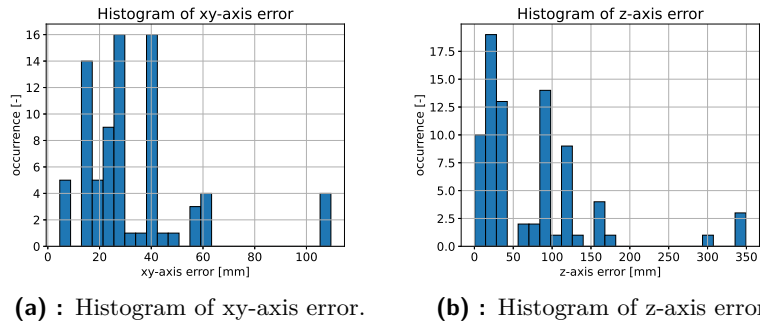 Histogram of xy-axis error
16
14
12
10
8
6
4
2
0
occurrence [-]
0 20 40 60 80 100
xy-axis error [mm]
(a) : Histogram of xy-axis error.
Histogram of z-axis error
17.5
15.0
12.5
10.0
7.5
5.0
2.5
0.0
occurrence [-]
0 50 100 150 200 250 300 350
z-axis error [mm]
(b) : Histogram of z-axis error